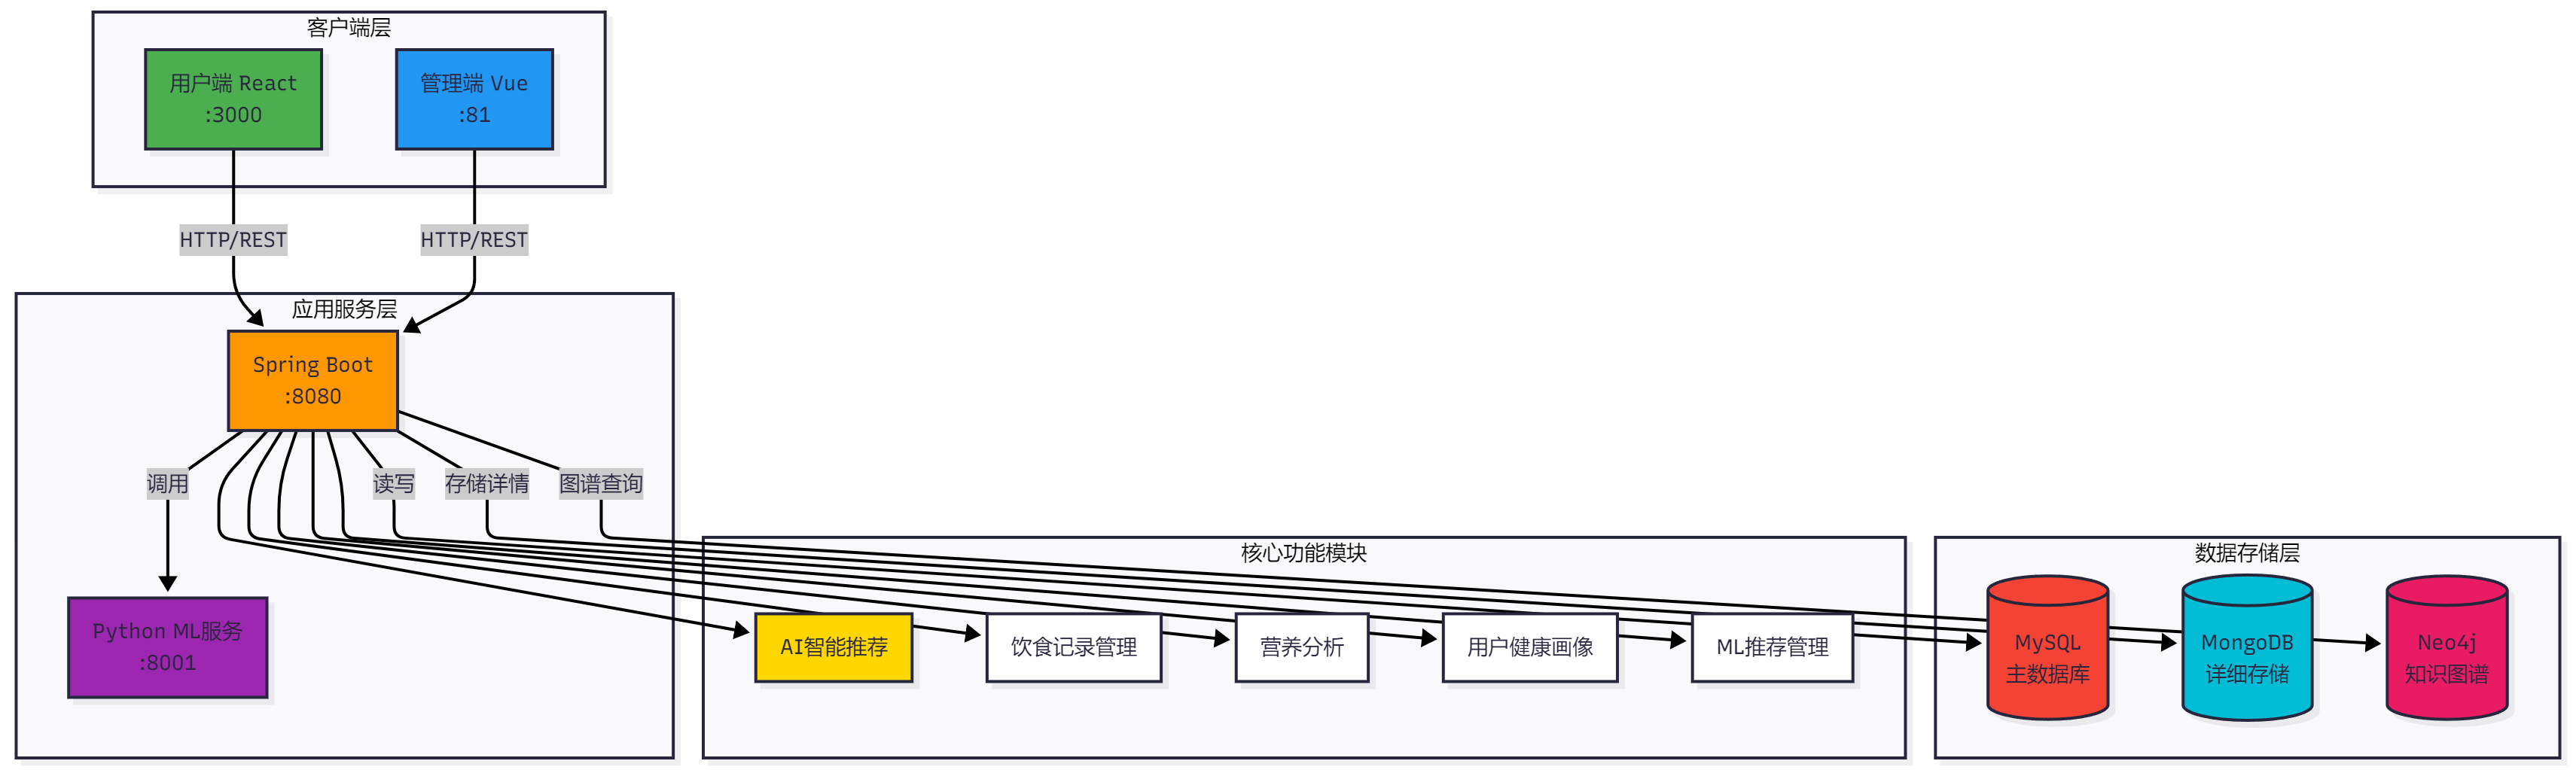 客户端层
用户端 React
:3000
管理端 Vue
:81
HTTP/REST
HTTP/REST
应用服务层
Spring Boot
:8080
调用
读写
存储详情
图谱查询
Python ML服务
:8001
核心功能模块
AI智能推荐
饮食记录管理
营养分析
用户健康画像
ML推荐管理
数据存储层
MySQL
主数据库
MongoDB
详细存储
Neo4j
知识图谱